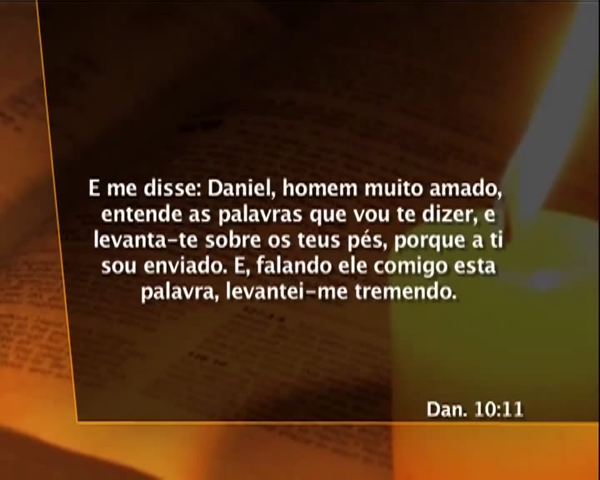 E me disse: Daniel, homem muito amado,
entende as palavras que vou te dizer, e
levanta-te sobre os teus pés, porque a ti
sou enviado. E, falando ele comigo esta
palavra, levantei-me tremendo.
Dan. 10:11